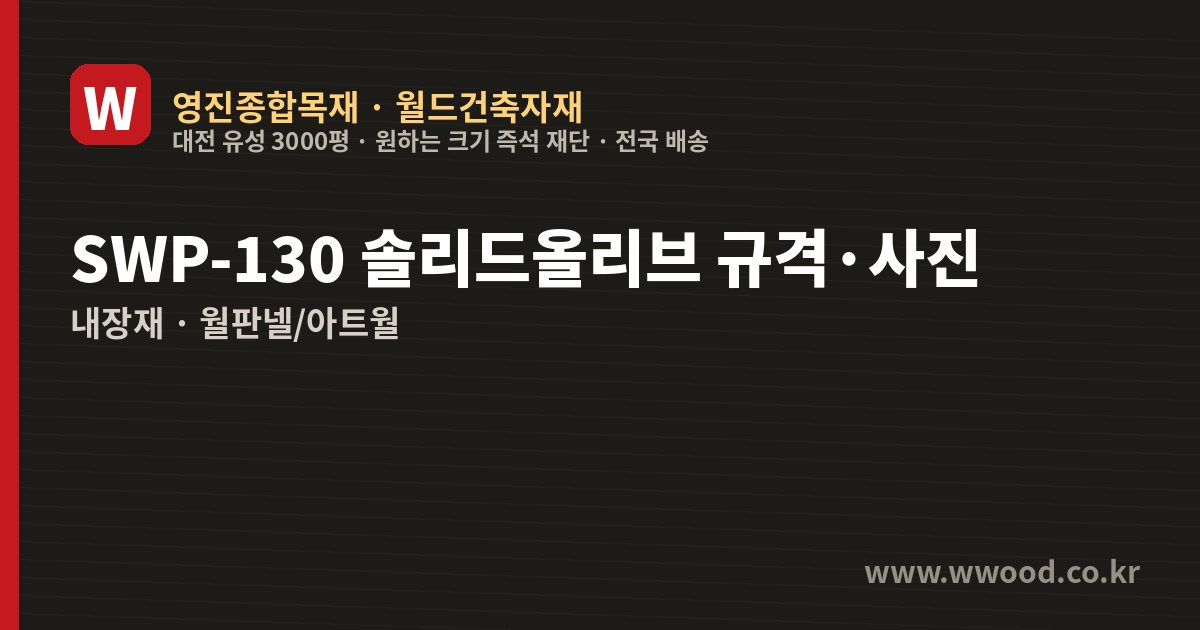 W
영진종합목재 · 월드건축자재
대전 유성 3000평 · 원하는 크기 즉석 재단 · 전국 배송
SWP-130 솔리드올리브 규격·사진
내장재 · 월판넬/아트월
www.wwood.co.kr